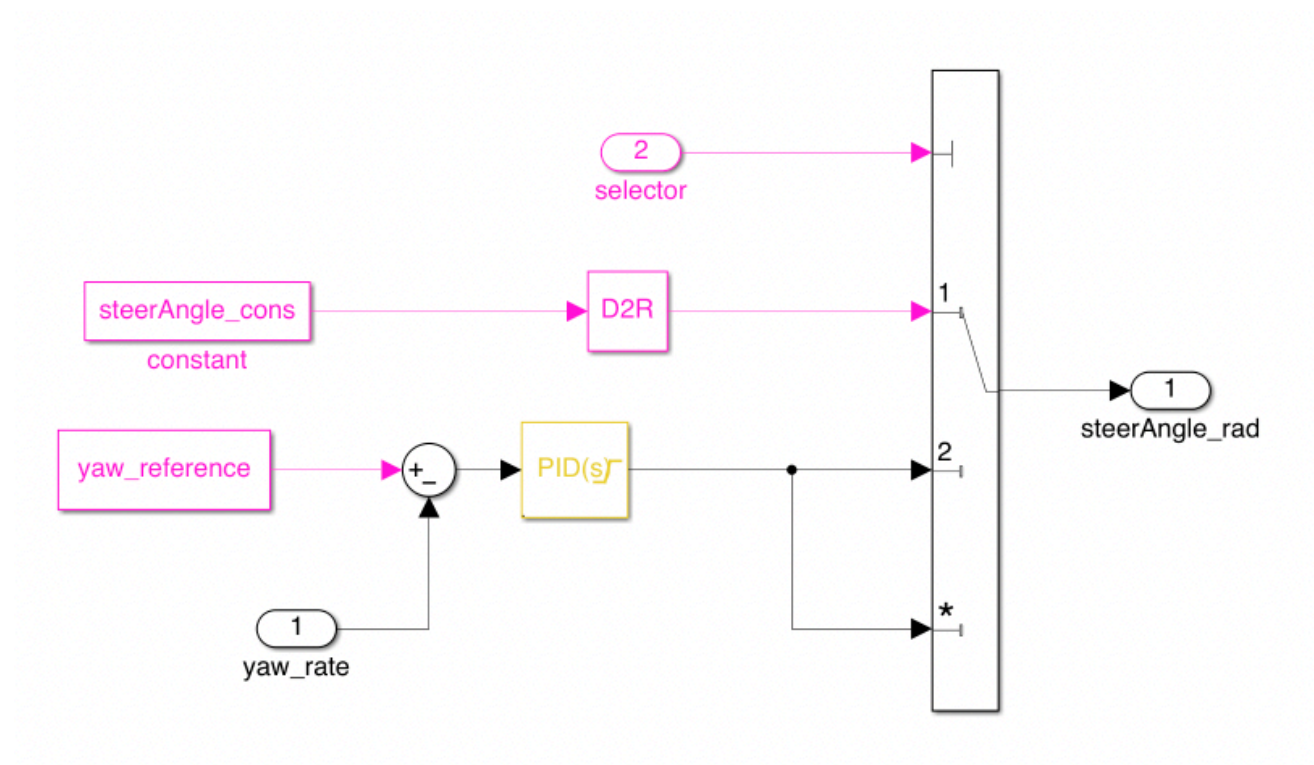 2
selector
steerAngle_cons
D2R
1
constant
1
steerAngle_rad
yaw_reference
+
−
PID(s)
2
1
yaw_rate
*